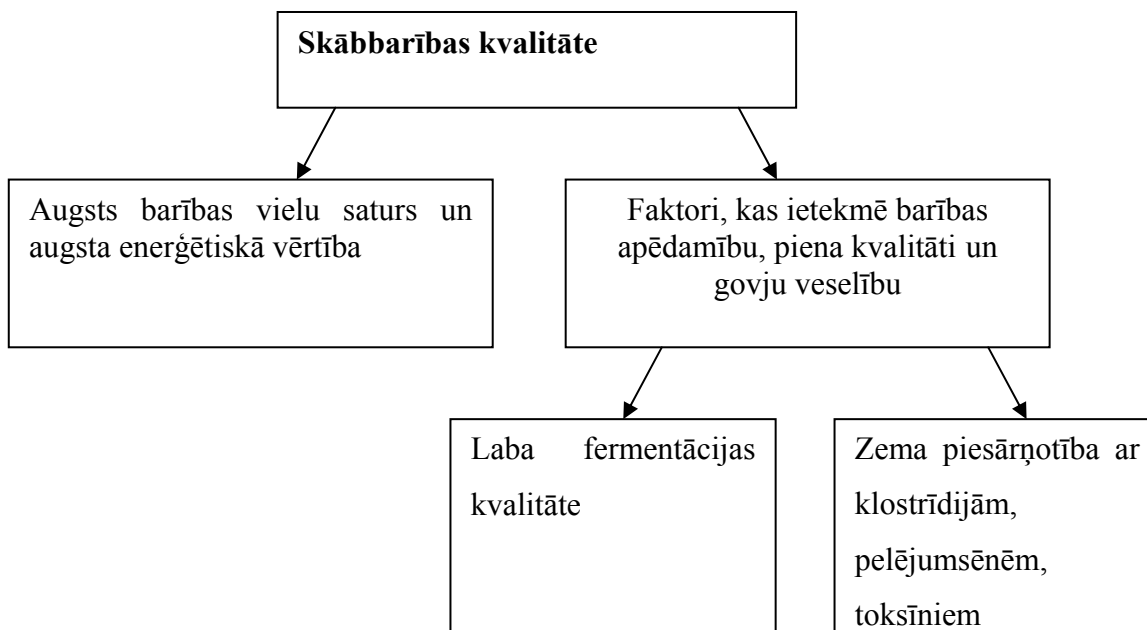 Skābbarības kvalitāte
Augsts barības vielu saturs un
augsta enerģētiskā vērtība
Faktori, kas ietekmē barības
apēdamību, piena kvalitāti un
govju veselību
Laba fermentācijas
kvalitāte
Zema piesārņotība ar
klostrīdijām,
pelējumsēnēm,
toksīniem